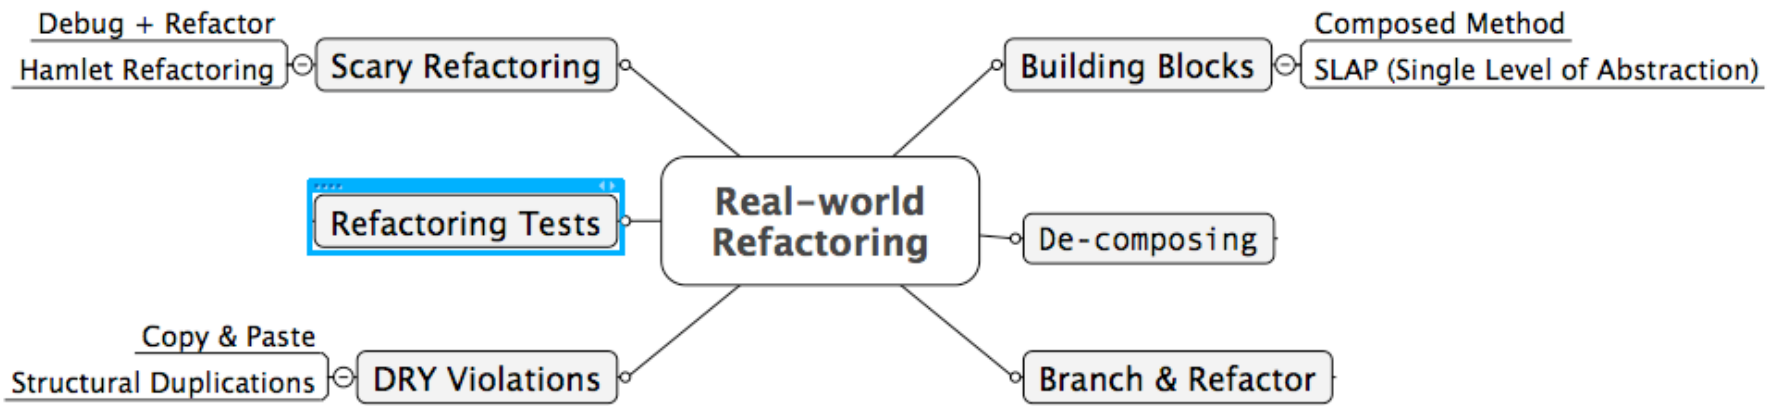 Debug + Refactor
Hamlet Refactoring
Scary Refactoring
Building Blocks
Composed Method
SLAP (Single Level of Abstraction)
Refactoring Tests
Real-world
Refactoring
De-composing
Copy & Paste
Structural Duplications
DRY Violations
Branch & Refactor